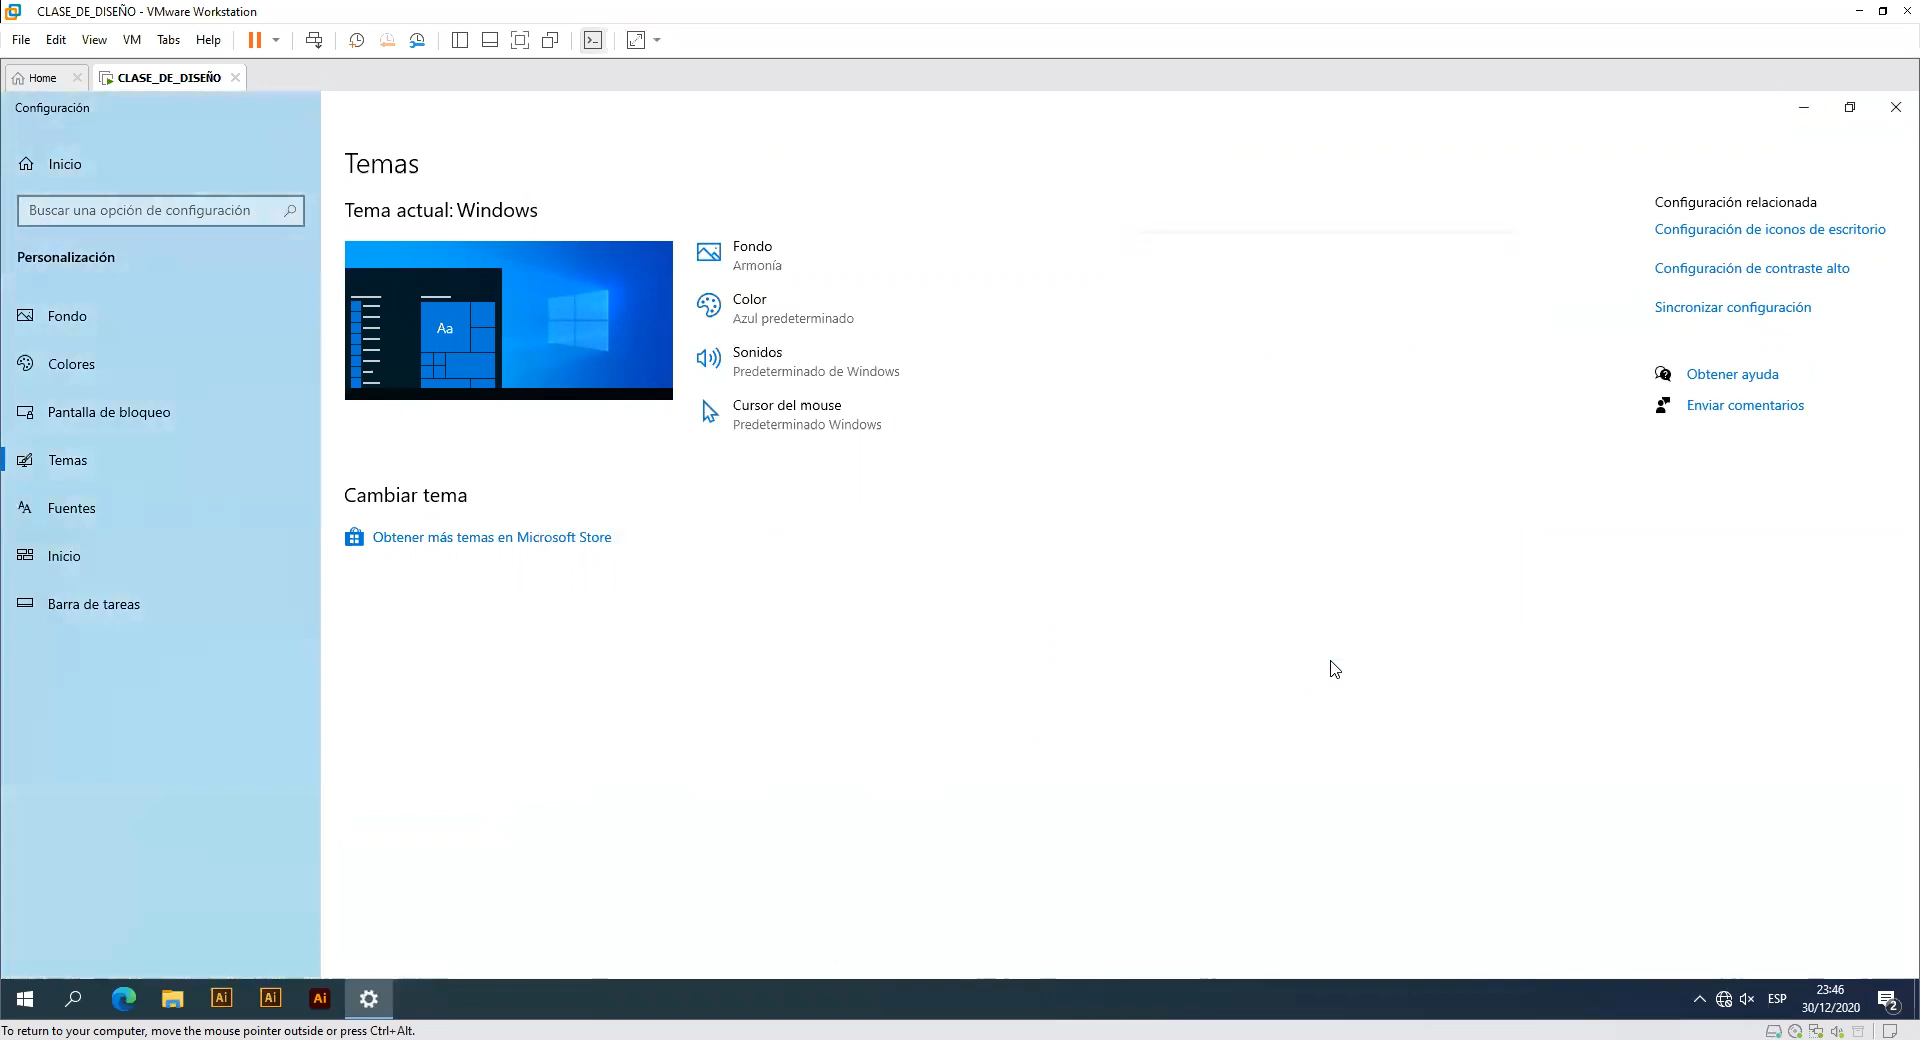 CLASE_DE_DISEÑO - VMware Workstation
File Edit View VM Tabs Help
Home CLASE_DE_DISEÑO
Configuración
Inicio
Buscar una opción de configuración
Personalización
Fondo
Colores
Pantalla de bloqueo
Temas
Fuentes
Inicio
Barra de tareas
Temas
Tema actual: Windows
Aa
Fondo
Armonía
Color
Azul predeterminado
Sonidos
Predeterminado de Windows
Cursor del mouse
Predeterminado Windows
Cambiar tema
Obtener más temas en Microsoft Store
Configuración relacionada
Configuración de iconos de escritorio
Configuración de contraste alto
Sincronizar configuración
Obtener ayuda
Enviar comentarios
Ai Ai Ai
ESP
23:46
30/12/2020
2
To return to your computer, move the mouse pointer outside or press Ctrl+Alt.